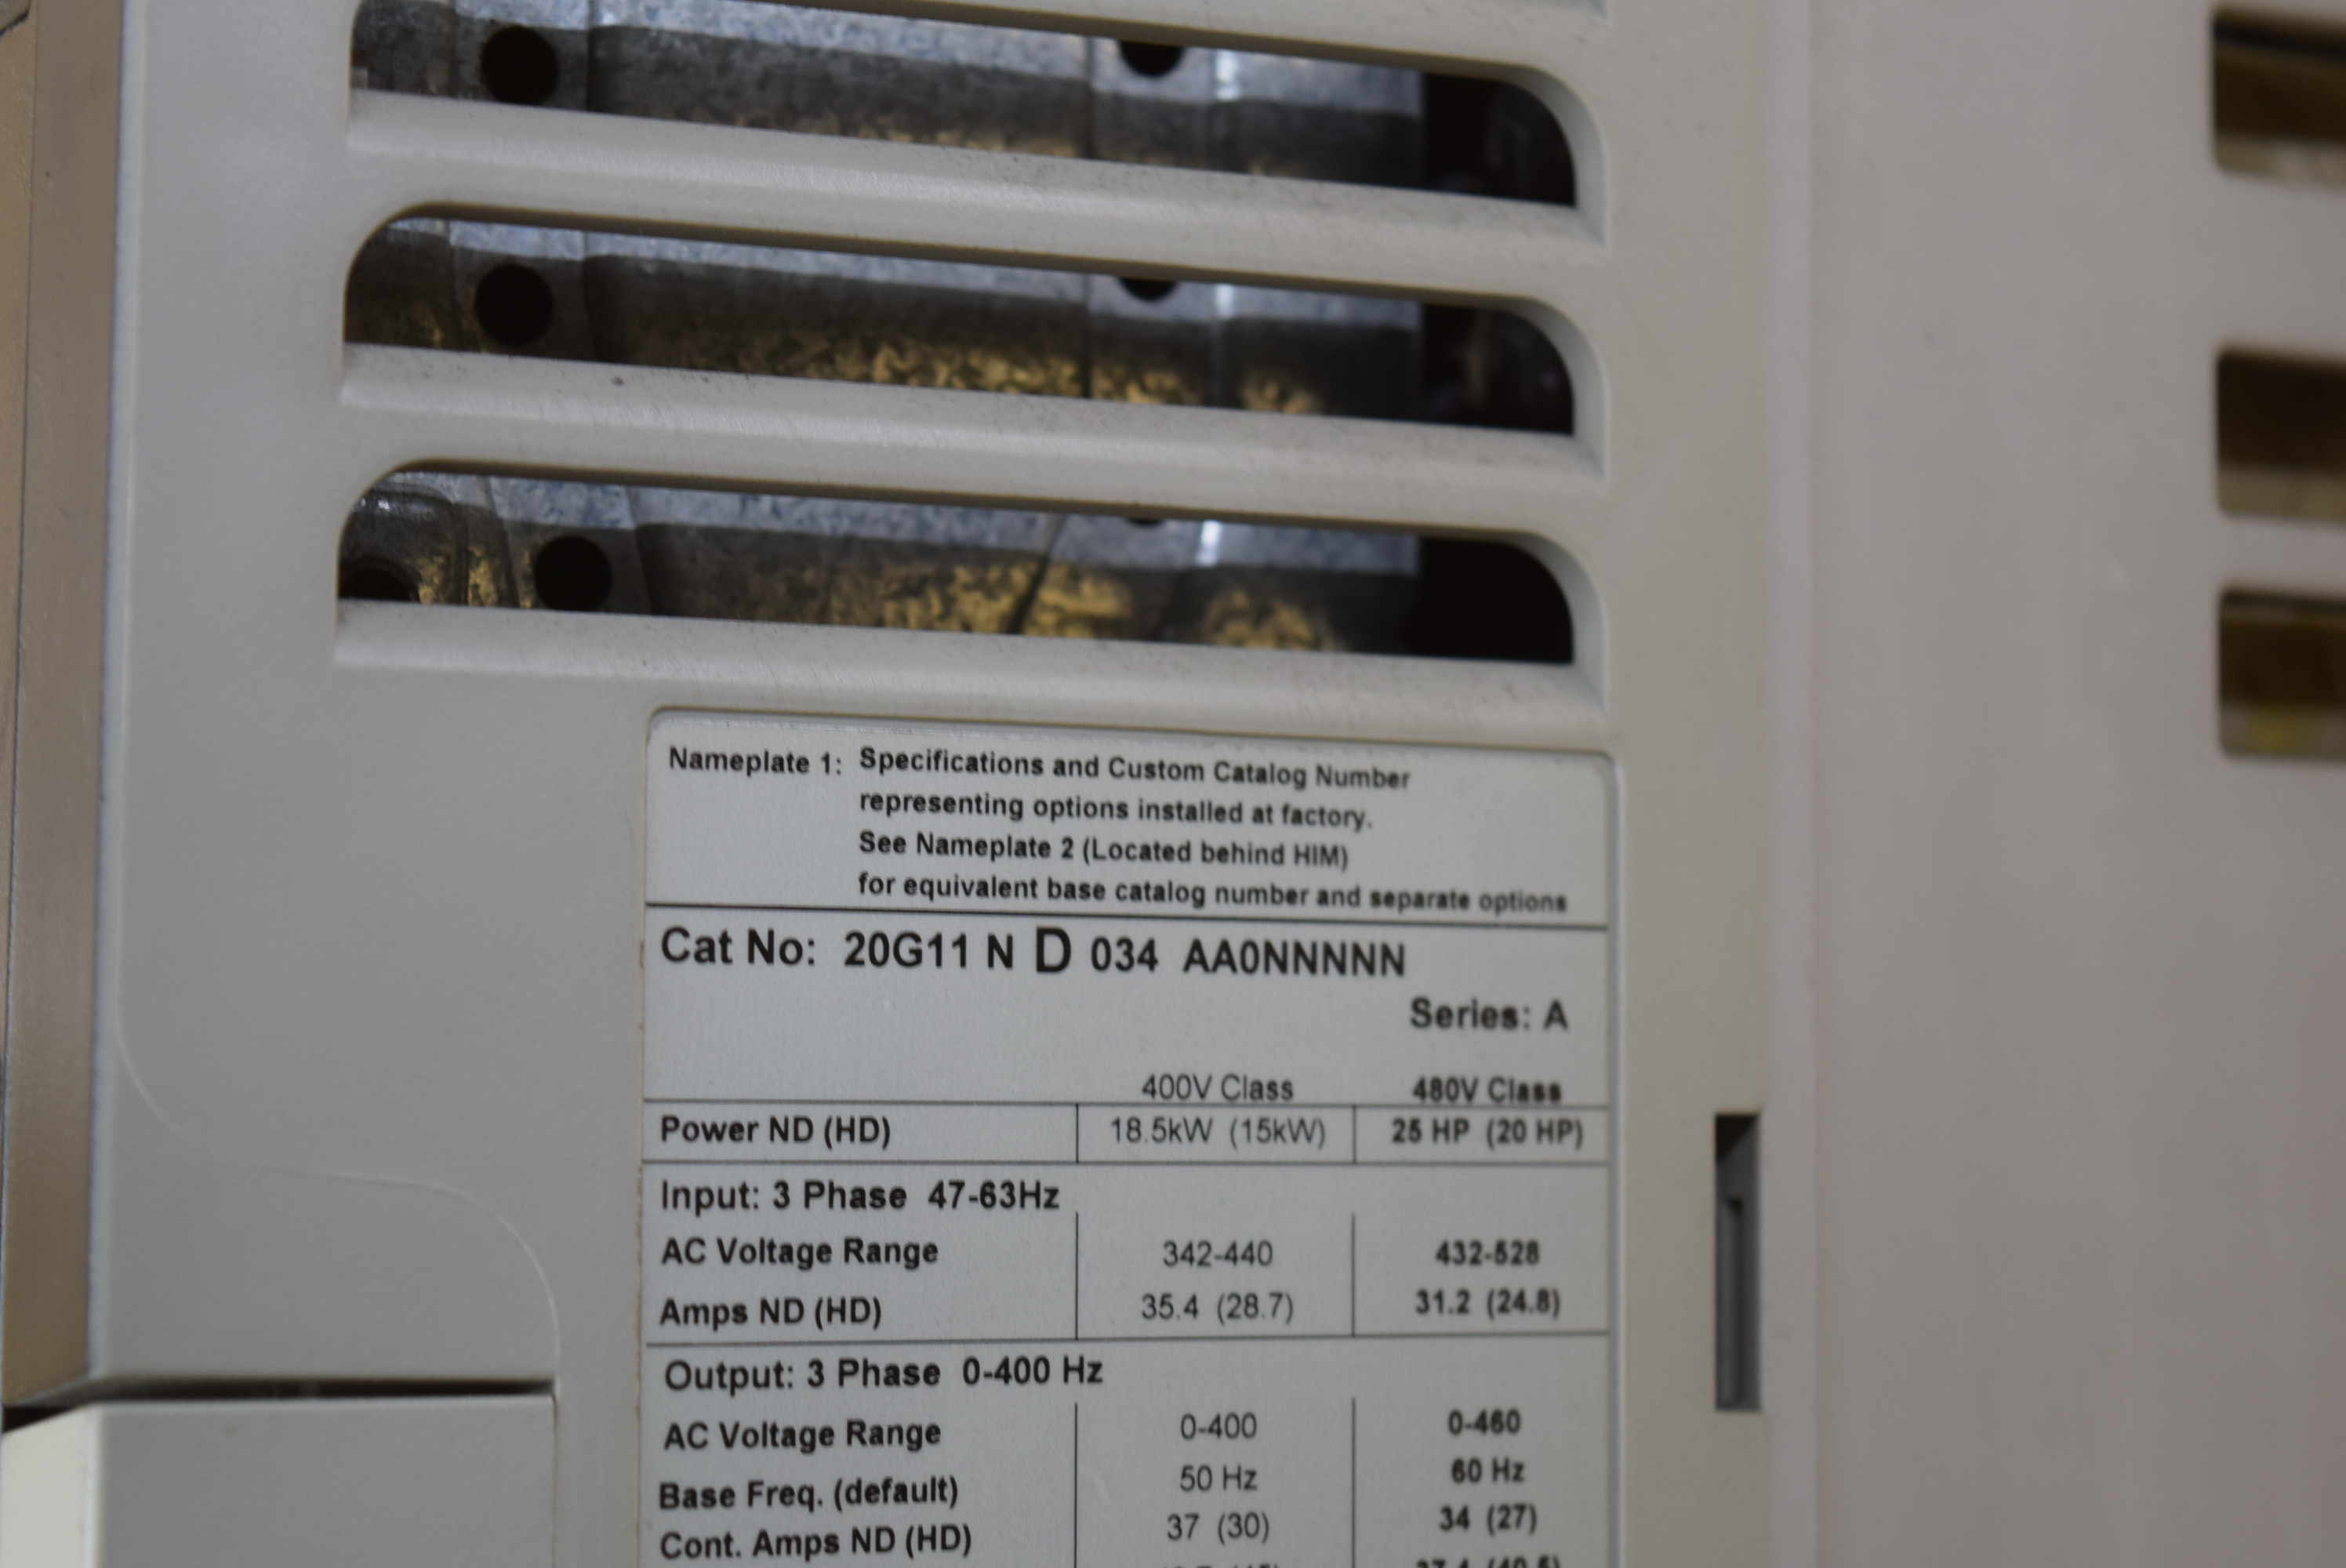 Nameplate 1: Specifications and Custom Catalog Number
representing options installed at factory.
See Nameplate 2 (Located behind HIM)
for equivalent base catalog number and separate options
Cat No: 20G11 N D 034 AA0NNNNN
Series: A
400V Class 480V Class
Power ND (HD) 18.5kW (15kW) 25 HP (20 HP)
Input: 3 Phase 47-63Hz
AC Voltage Range 342-440 432-528
Amps ND (HD) 35.4 (28.7) 31.2 (24.8)
Output: 3 Phase 0-400 Hz
AC Voltage Range 0-400 0-460
Base Freq. (default) 50 Hz 60 Hz
Cont. Amps ND (HD) 37 (30) 34 (27)